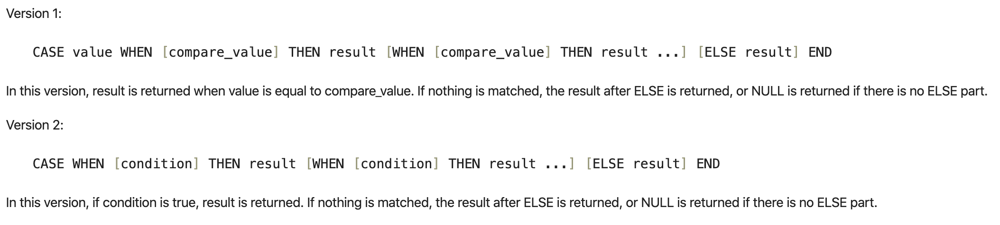 Version 1:
CASE value WHEN [compare_value] THEN result [WHEN [compare_value] THEN result ...] [ELSE result] END
In this version, result is returned when value is equal to compare_value. If nothing is matched, the result after ELSE is returned, or NULL is returned if there is no ELSE part.
Version 2:
CASE WHEN [condition] THEN result [WHEN [condition] THEN result ...] [ELSE result] END
In this version, if condition is true, result is returned. If nothing is matched, the result after ELSE is returned, or NULL is returned if there is no ELSE part.